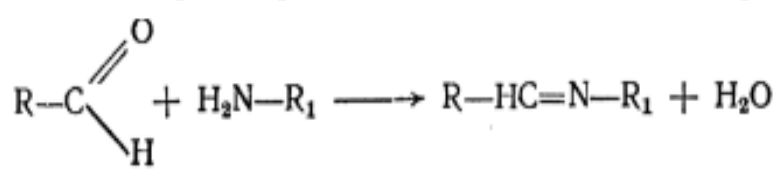 O
R—C + H₂N—R₁ ⟶ R—HC=N—R₁ + H₂O
H